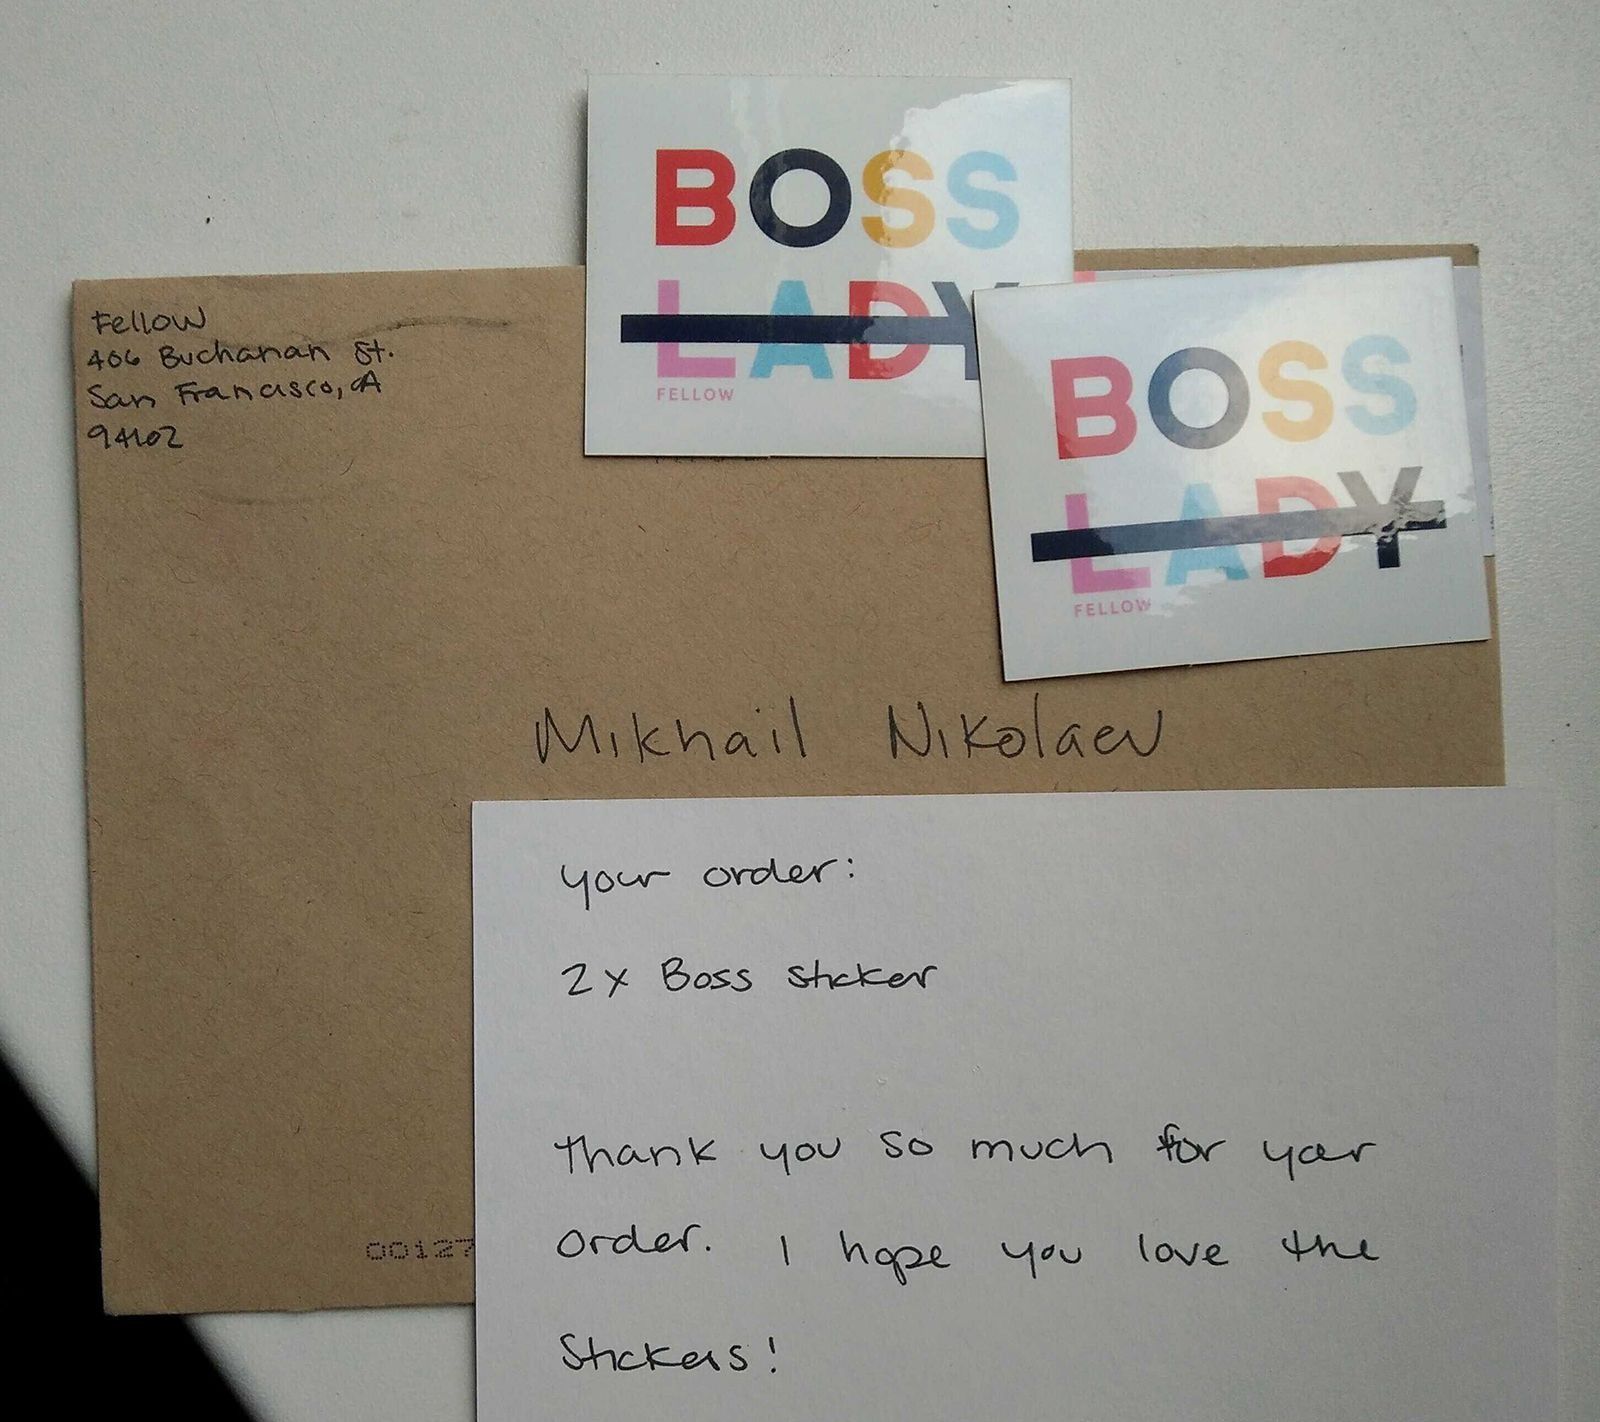 BOSS
LADY
FELLOW
BOSS
LADY
FELLOW
Fellow
406 Buchanan St.
San Francisco, CA
94102
Mikhail Nikolaev
your order:
2x Boss sticker
Thank you so much for your
order. I hope you love the
Stickers!
00127